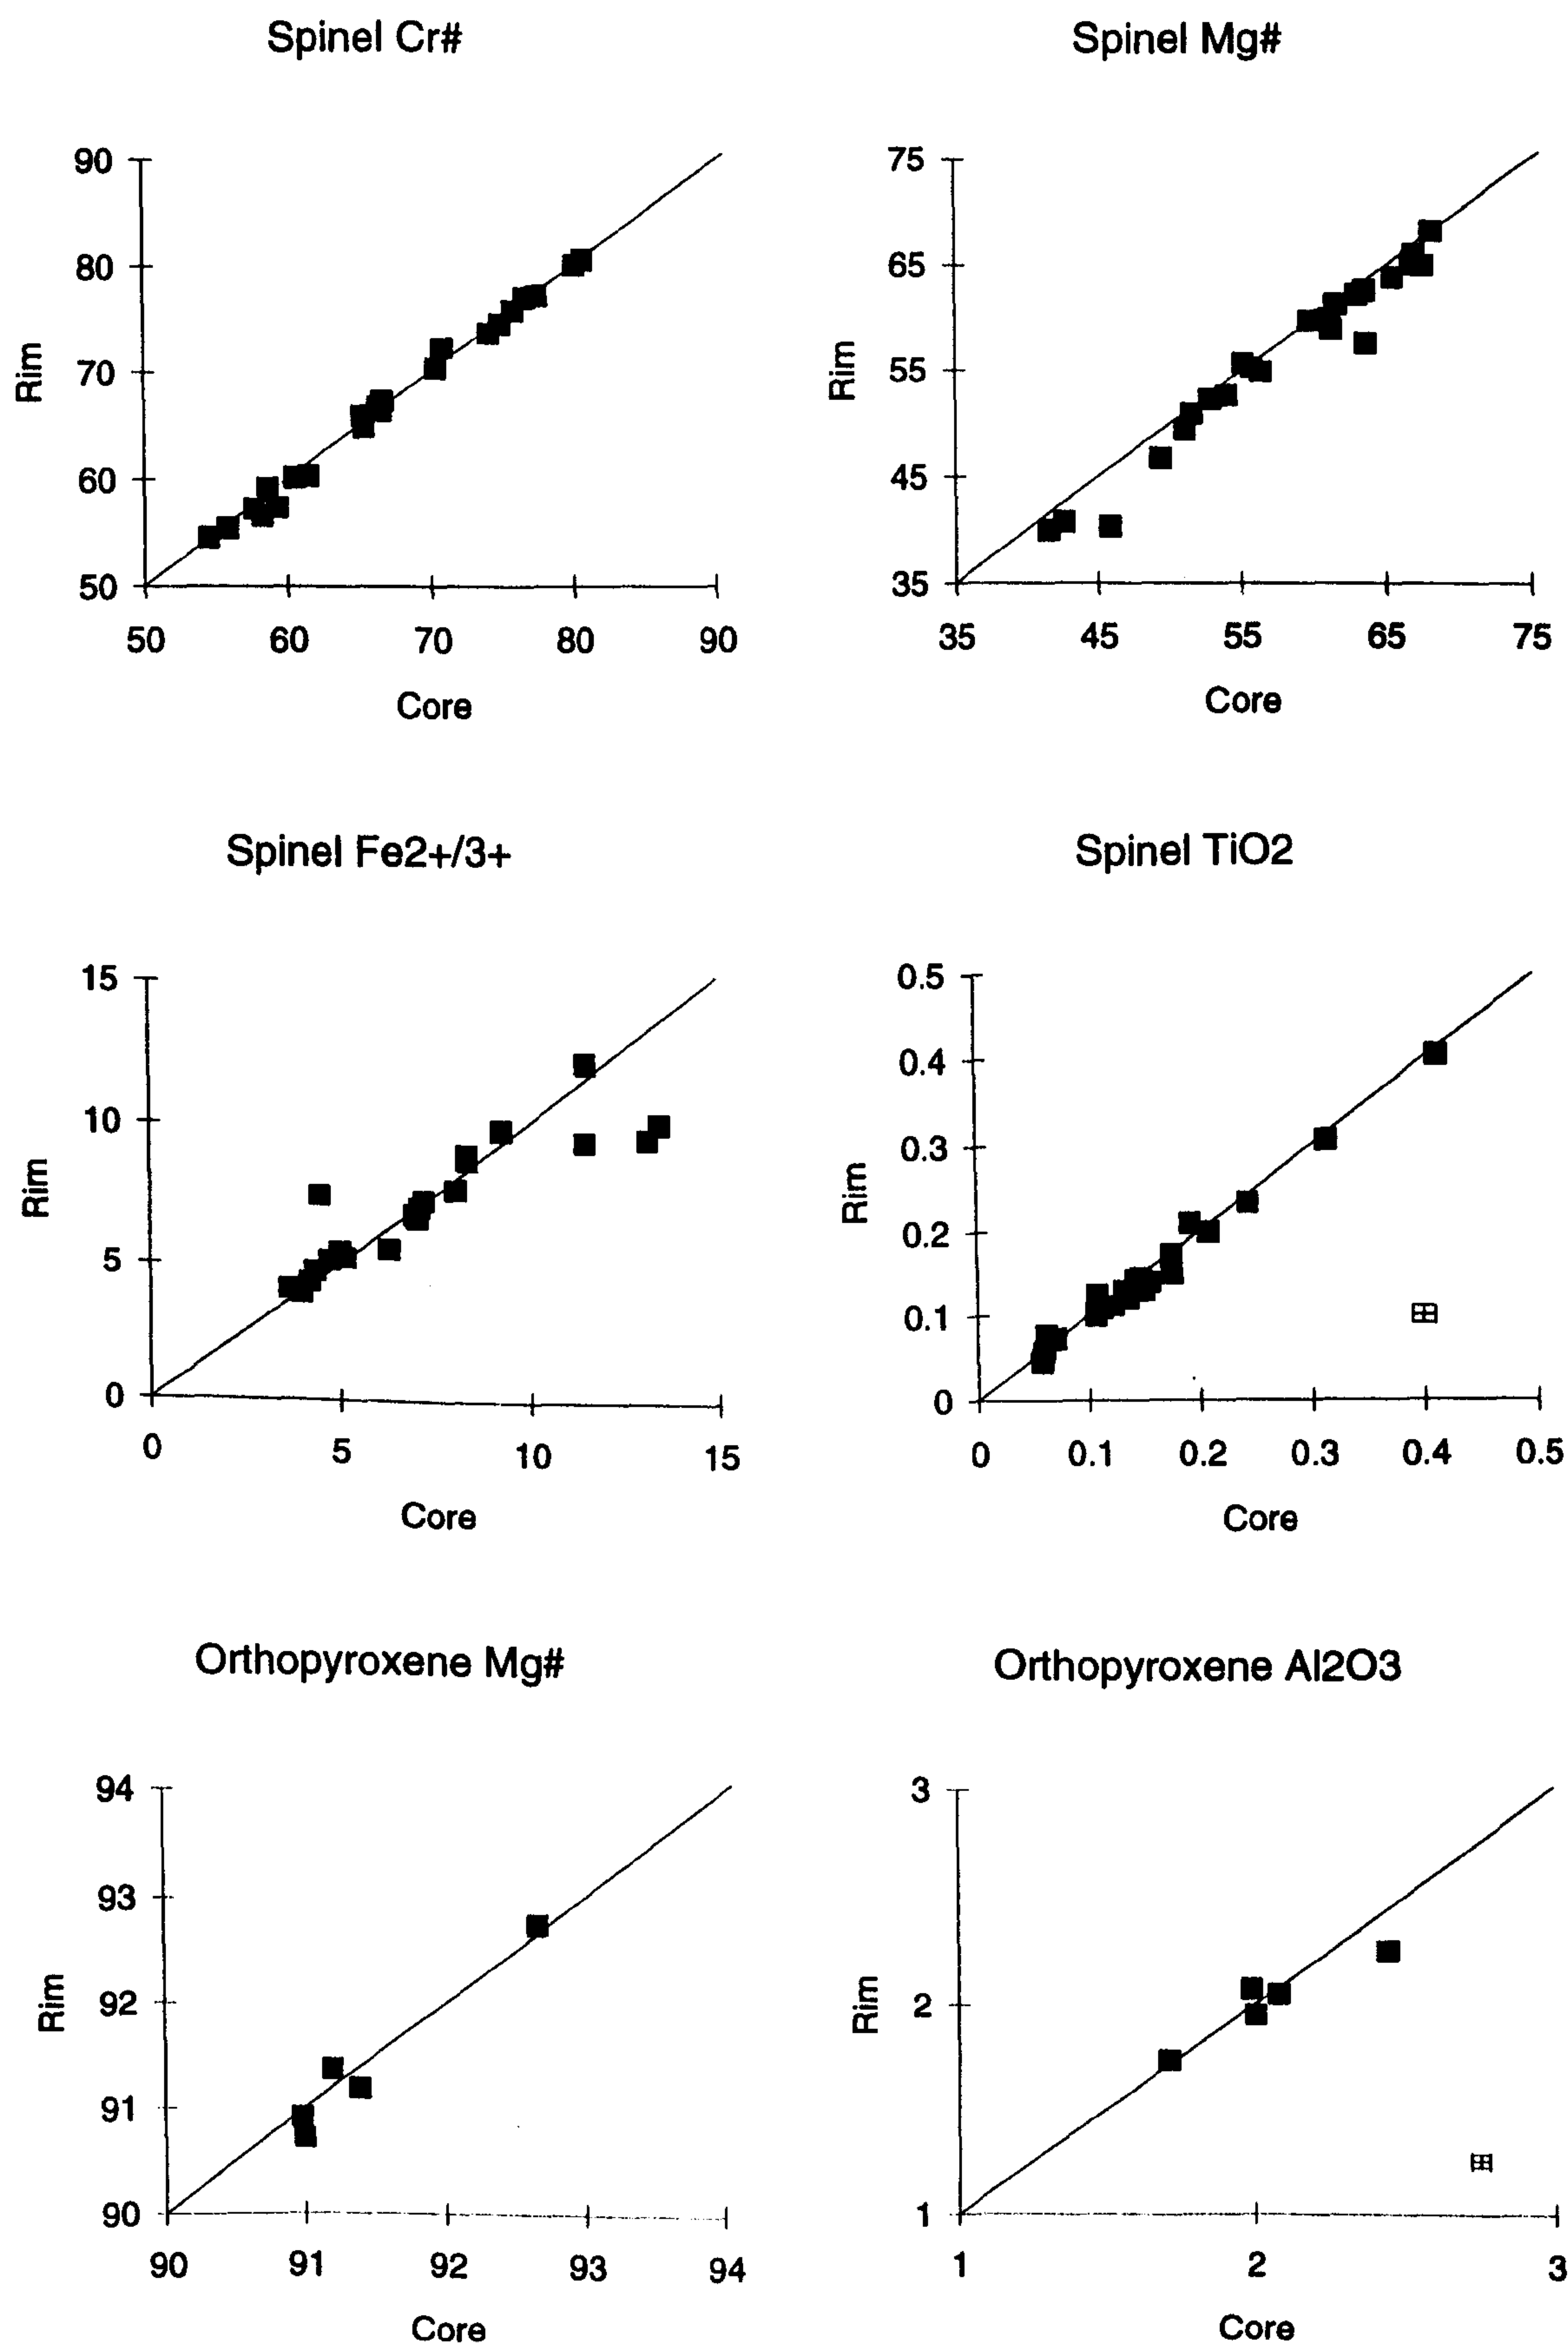 Spinel Cr#
90
80
70
60
50
Rim
50 60 70 80 90
Core
Spinel Mg#
75
65
55
45
35
Rim
35 45 55 65 75
Core
Spinel Fe2+/3+
15
10
5
0
Rim
0 5 10 15
Core
Spinel TiO2
0.5
0.4
0.3
0.2
0.1
0
Rim
0 0.1 0.2 0.3 0.4 0.5
Core
Orthopyroxene Mg#
94
93
92
91
90
Rim
90 91 92 93 94
Core
Orthopyroxene Al2O3
3
2
1
Rim
1 2 3
Core